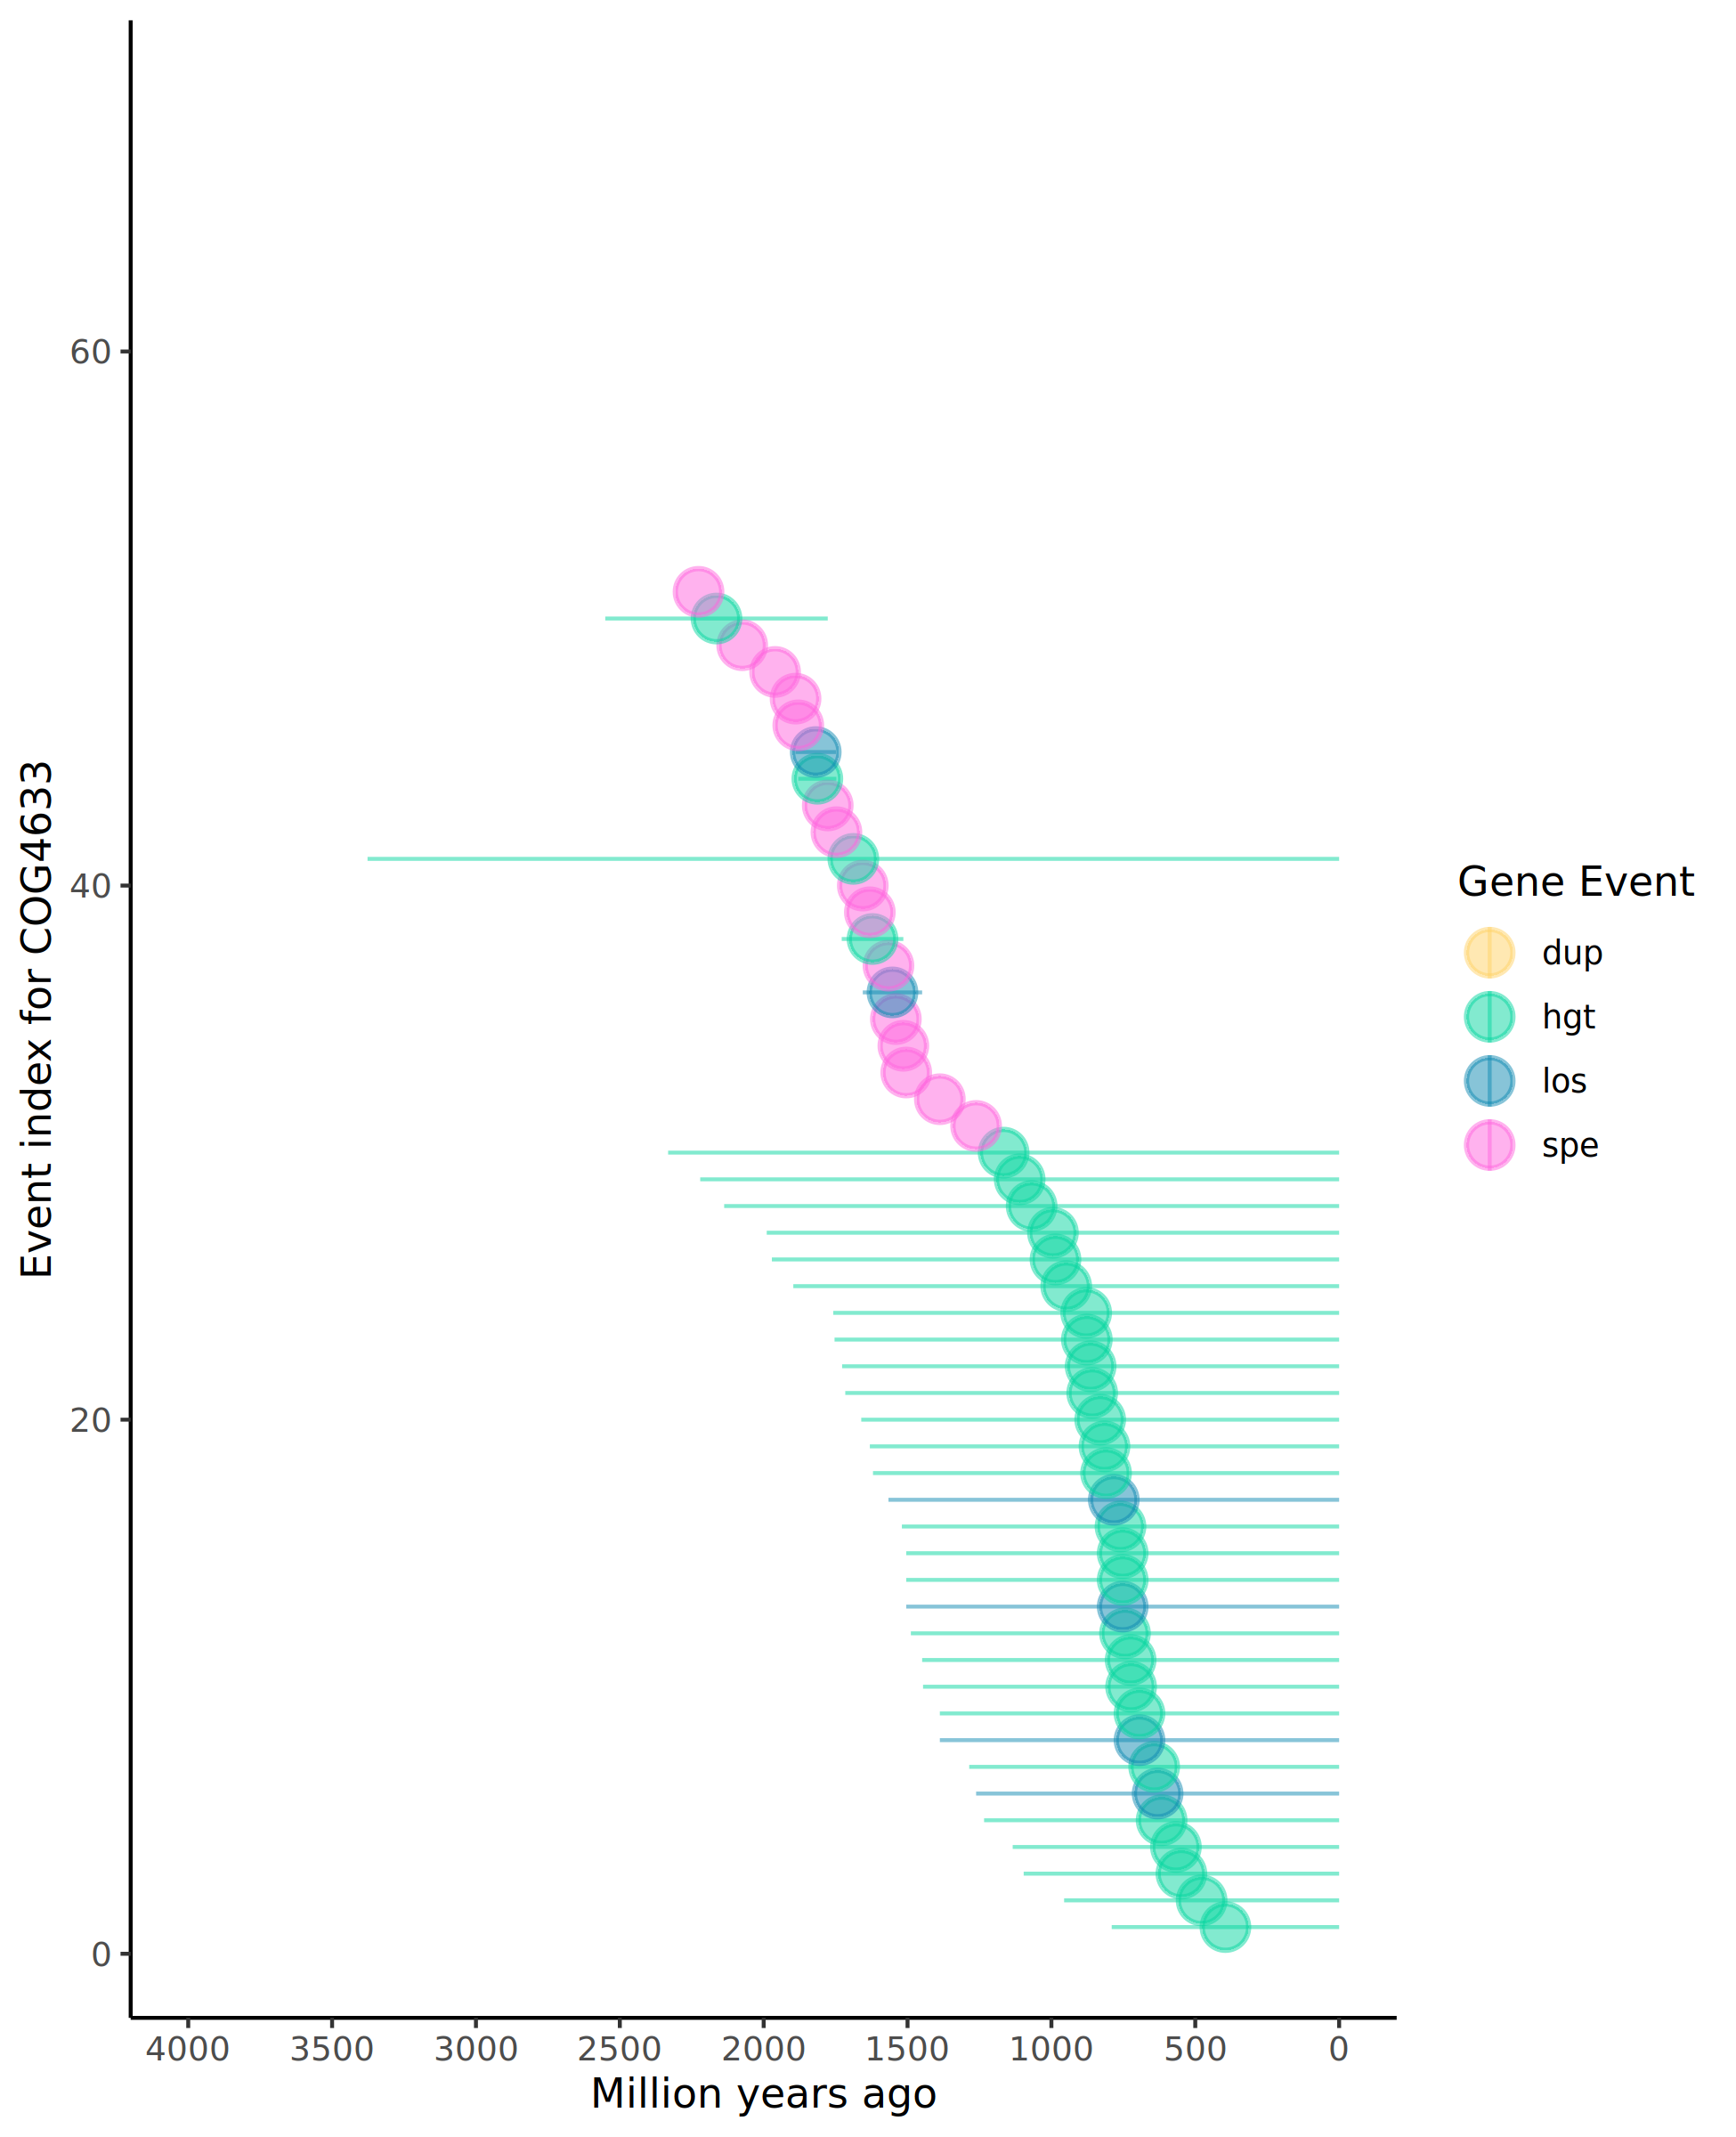 60
40
20
0
Event index for COG4633
4000 3500 3000 2500 2000 1500 1000 500 0
Million years ago
Gene Event
dup
hgt
los
spe